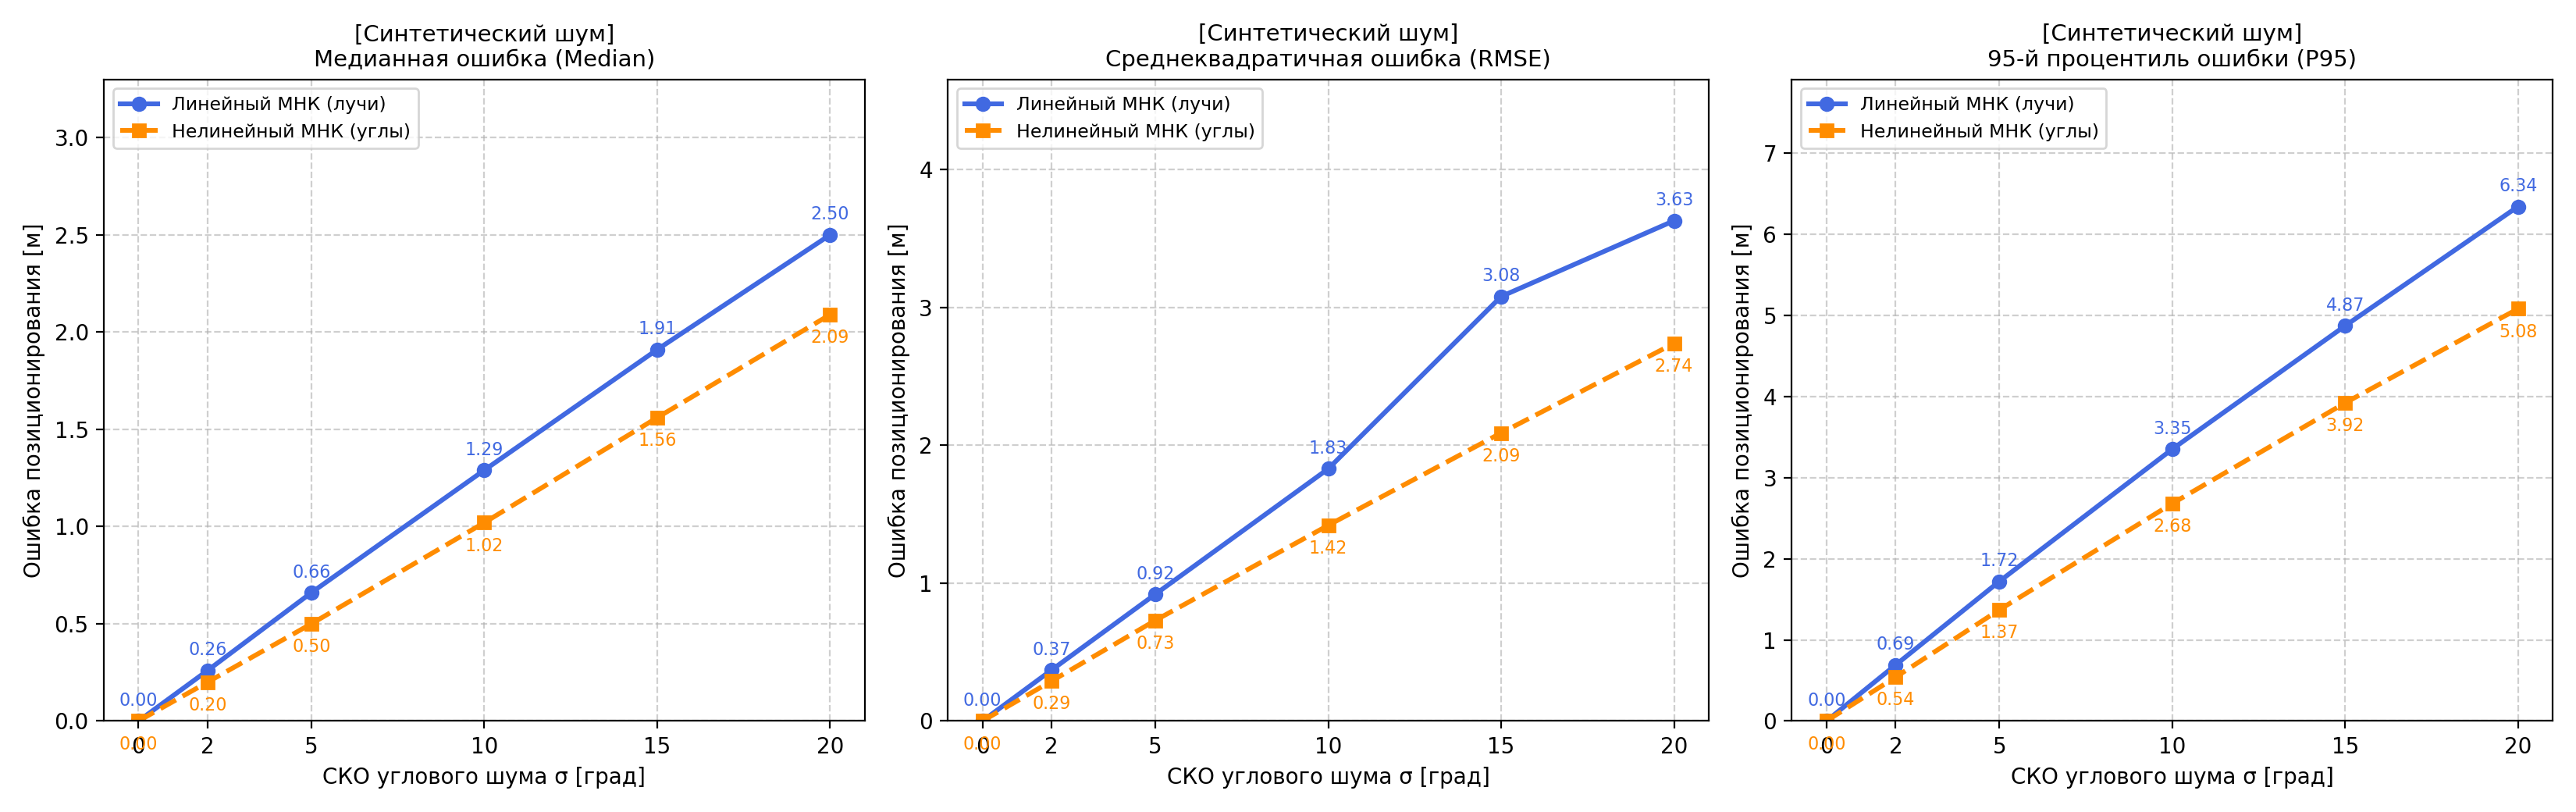 [Синтетический шум]
Медианная ошибка (Median)
Линейный МНК (лучи)
Нелинейный МНК (углы)
Ошибка позиционирования [м]
3.0
2.5
2.0
1.5
1.0
0.5
0.0
0.00
0.26
0.66
1.29
1.91
2.50
0.00
0.20
0.50
1.02
1.56
2.09
0 2 5 10 15 20
СКО углового шума σ [град]
[Синтетический шум]
Среднеквадратичная ошибка (RMSE)
Линейный МНК (лучи)
Нелинейный МНК (углы)
Ошибка позиционирования [м]
4
3
2
1
0
0.00
0.37
0.92
1.83
3.08
3.63
0.00
0.29
0.73
1.42
2.09
2.74
0 2 5 10 15 20
СКО углового шума σ [град]
[Синтетический шум]
95-й процентиль ошибки (P95)
Линейный МНК (лучи)
Нелинейный МНК (углы)
Ошибка позиционирования [м]
7
6
5
4
3
2
1
0
0.00
0.69
1.72
3.35
4.87
6.34
0.00
0.54
1.37
2.68
3.92
5.08
0 2 5 10 15 20
СКО углового шума σ [град]